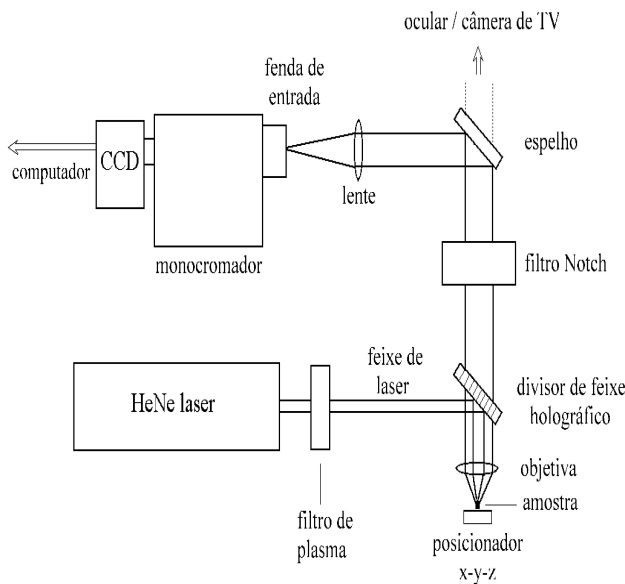 ocular / câmera de TV
fenda de
entrada
espelho
CCD
computador
lente
monocromador
filtro Notch
feixe de
laser
HeNe laser
divisor de feixe
holográfico
objetiva
amostra
filtro de
plasma
posicionador
x-y-z